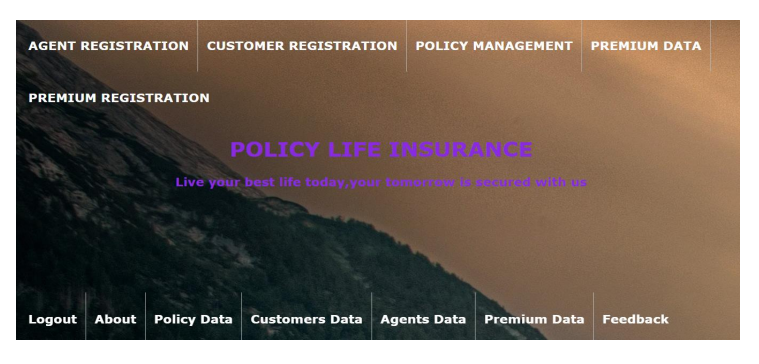 AGENT REGISTRATION CUSTOMER REGISTRATION POLICY MANAGEMENT PREMIUM DATA
PREMIUM REGISTRATION
POLICY LIFE INSURANCE
Live your best life today,your tomorrow is secured with us
Logout About Policy Data Customers Data Agents Data Premium Data Feedback